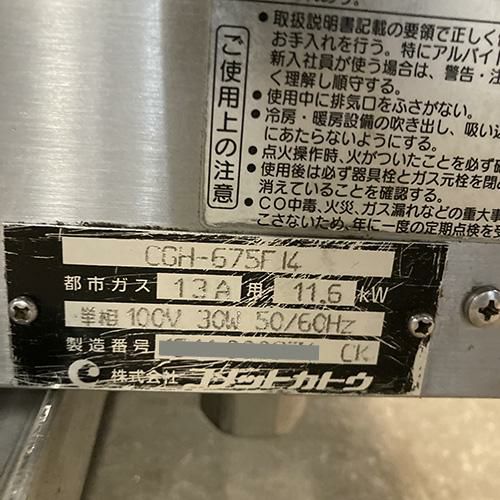 ご使用上の注意
●取扱説明書記載の要領で正しく
お手入れを行う。特にアルバイト
新入社員が使う場合は、警告・注
く理解し順守する。
●使用中に排気口をふさがない。
●冷房・暖房設備の吹き出し、吸い込
にあたらないようにする。
●点火操作時、火がついたことを必ず確
●使用後は必ず器具栓とガス元栓を閉
消えていることを確認する。
●CO中毒、火災、ガス漏れなどの重大事
こさないため、年に一度の定期点検を受
CGH-675F14
都市ガス 13A 用 11.6 kW
単相 100V 30W 50/60Hz
製造番号 CK
株式会社 コメットカトウ